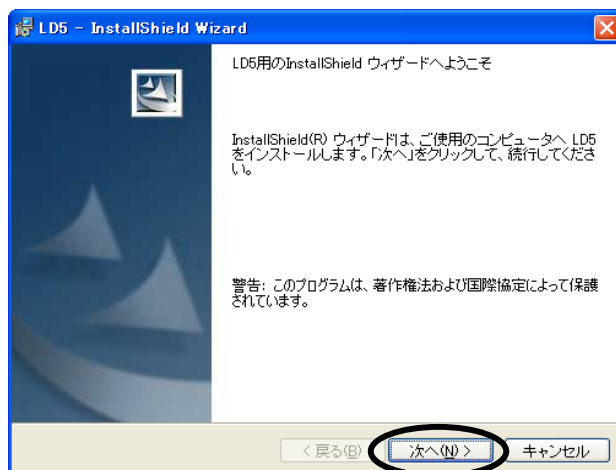 LD5 - InstallShield Wizard
LD5用のInstallShield ウィザードへようこそ
InstallShield(R) ウィザードは、ご使用のコンピュータへ LD5
をインストールします。「次へ」をクリックして、続行してくださ
い。
警告: このプログラムは、著作権法および国際協定によって保護
されています。
< 戻る(B)
次へ(N) >
キャンセル